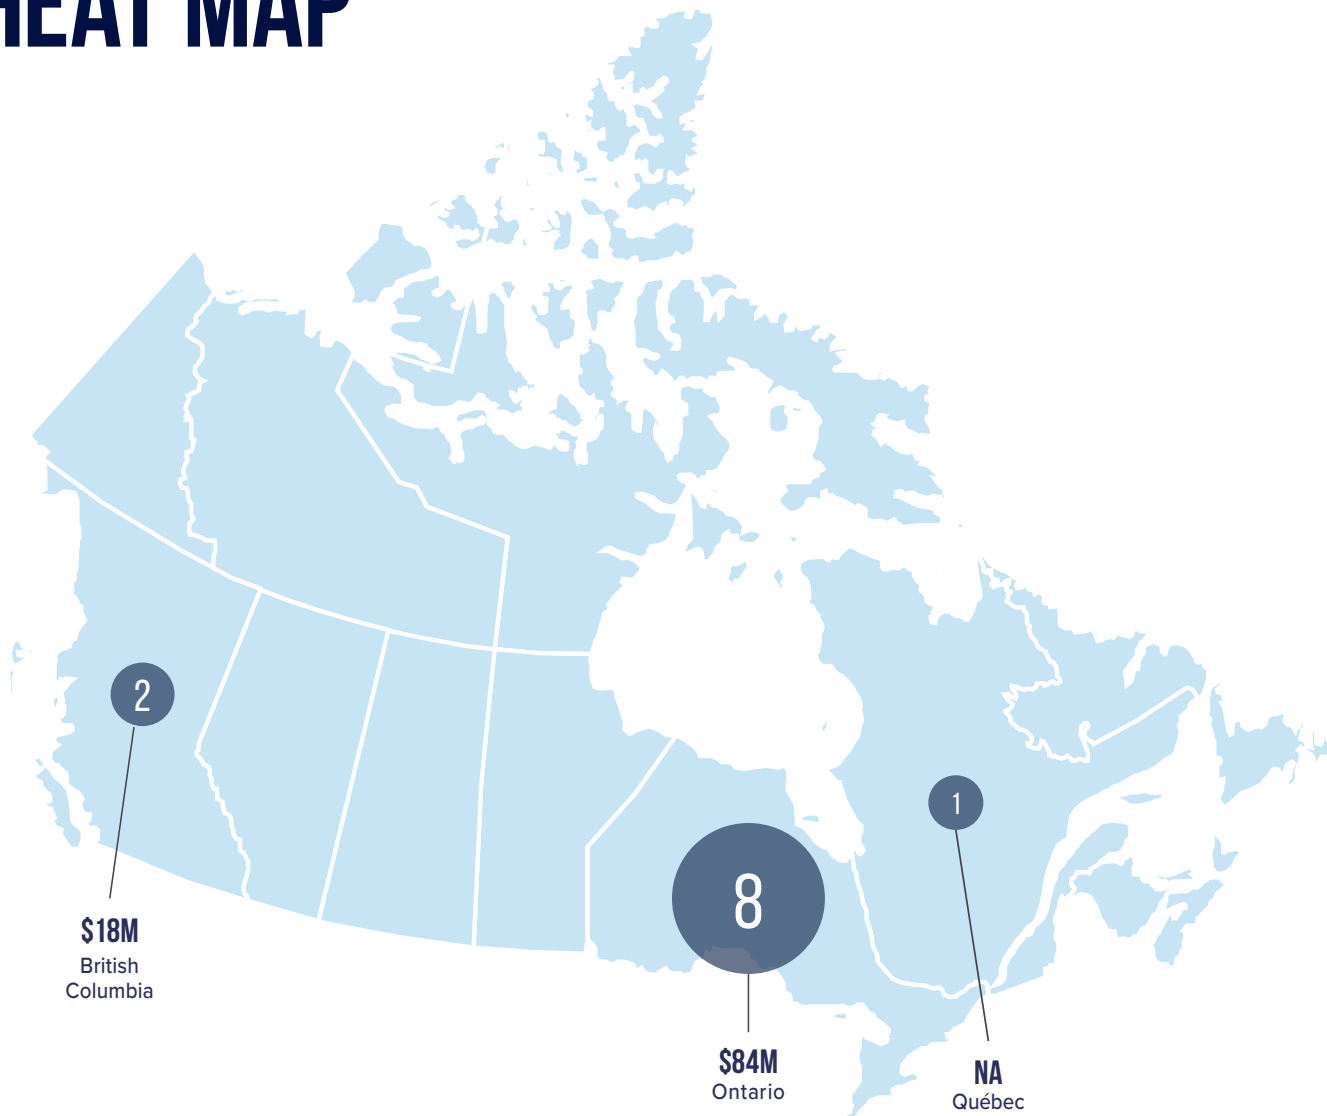 HEAT MAP
2
1
8
$18M
British
Columbia
$84M
Ontario
NA
Québec